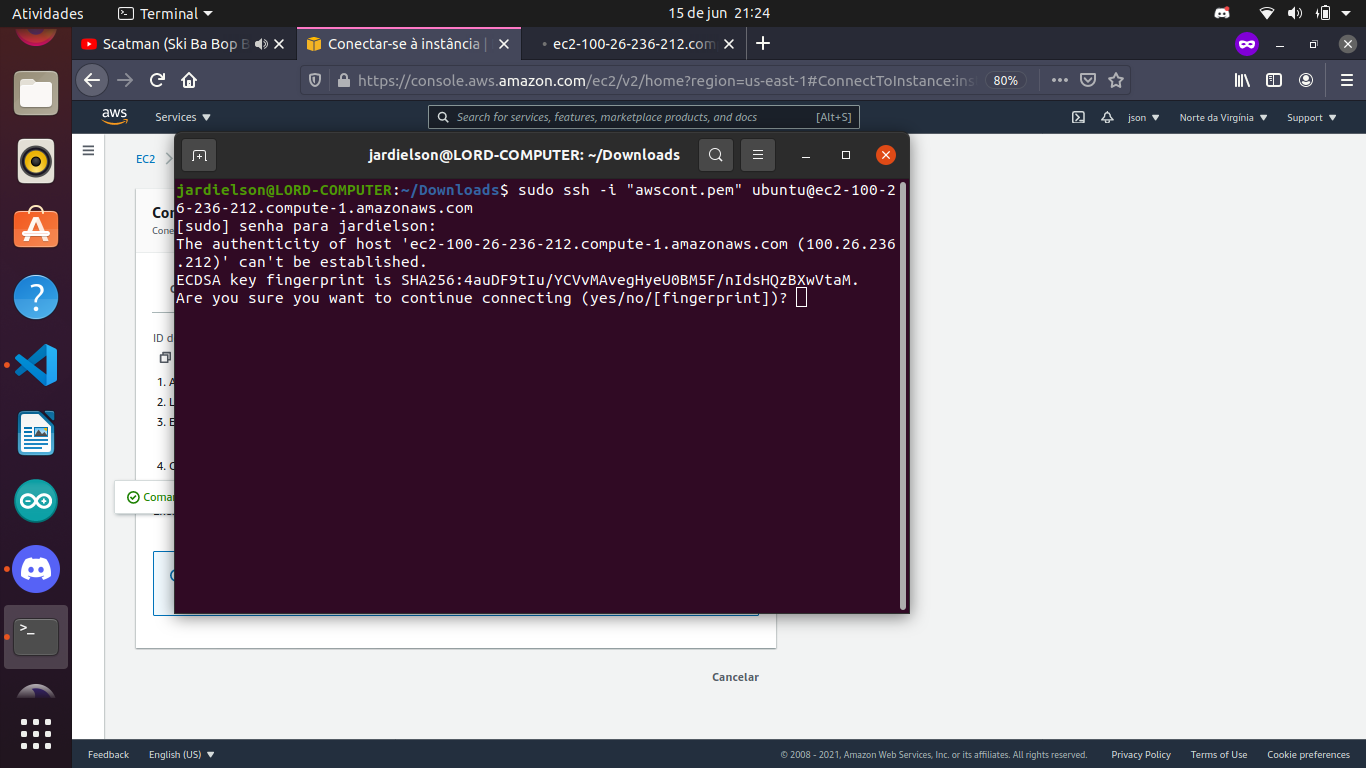 Atividades
Terminal
15 de jun 21:24
Scatman (Ski Ba Bop B
Conectar-se à instância |
ec2-100-26-236-212.com
https://console.aws.amazon.com/ec2/v2/home?region=us-east-1#ConnectToInstance:ins
80%
aws
Services
Search for services, features, marketplace products, and docs
[Alt+S]
json
Norte da Virgínia
Support
EC2
jardielson@LORD-COMPUTER: ~/Downloads
jardielson@LORD-COMPUTER:~/Downloads$ sudo ssh -i "awscont.pem" ubuntu@ec2-100-2
6-236-212.compute-1.amazonaws.com
[sudo] senha para jardielson:
The authenticity of host 'ec2-100-26-236-212.compute-1.amazonaws.com (100.26.236
.212)' can't be established.
ECDSA key fingerprint is SHA256:4auDF9tIu/YCVvMAvegHyeU0BM5F/nIdsHQzBXwVtaM.
Are you sure you want to continue connecting (yes/no/[fingerprint])?
Con
Cone
ID d
1. A
2. L
3. E
4. C
Coma
Cancelar
Feedback
English (US)
© 2008 - 2021, Amazon Web Services, Inc. or its affiliates. All rights reserved.
Privacy Policy
Terms of Use
Cookie preferences